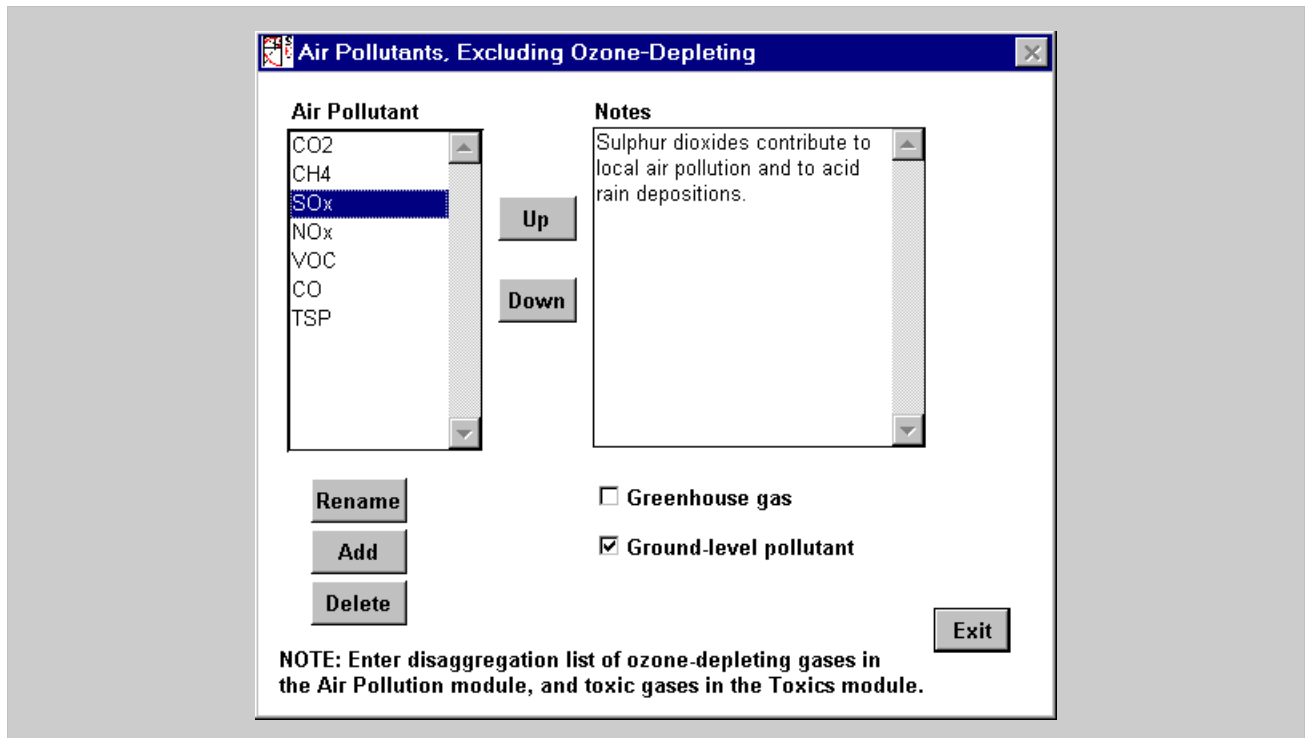 Air Pollutants, Excluding Ozone-Depleting
Air Pollutant
CO2
CH4
SOx
NOx
VOC
CO
TSP
Up
Down
Notes
Sulphur dioxides contribute to
local air pollution and to acid
rain depositions.
Rename
Add
Delete
Greenhouse gas
Ground-level pollutant
Exit
NOTE: Enter disaggregation list of ozone-depleting gases in
the Air Pollution module, and toxic gases in the Toxics module.